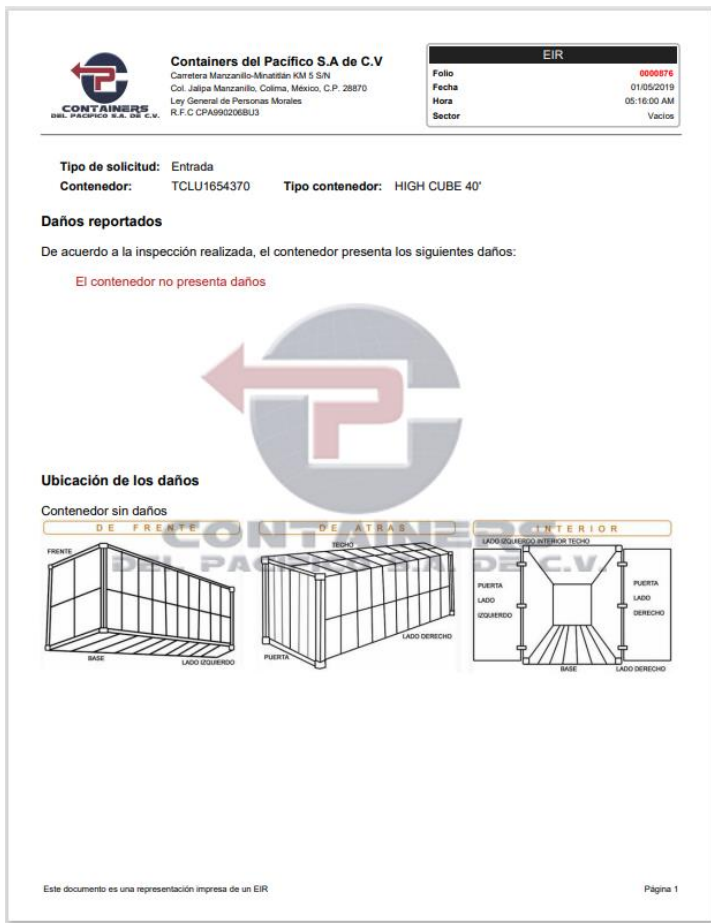 CONTAINERS
DEL PACIFICO S.A. DE C.V.
Containers del Pacífico S.A de C.V
Carretera Manzanillo-Minatitlán KM 5 S/N
Col. Jalipa Manzanillo, Colima, México, C.P. 28870
Ley General de Personas Morales
R.F.C CPA990206BU3
EIR
Folio 0000876
Fecha 01/05/2019
Hora 05:16:00 AM
Sector Vacios
Tipo de solicitud: Entrada
Contenedor: TCLU1654370 Tipo contenedor: HIGH CUBE 40'
Daños reportados
De acuerdo a la inspección realizada, el contenedor presenta los siguientes daños:
El contenedor no presenta daños
Ubicación de los daños
Contenedor sin daños
CONTAINERS
DEL PACIFICO S.A. DE C.V.
DE FRENTE
FRENTE
BASE
LADO IZQUIERDO
DE ATRAS
TECHO
LADO DERECHO
PUERTA
INTERIOR
LADO IZQUIERDO INTERIOR TECHO
PUERTA
LADO
IZQUIERDO
PUERTA
LADO
DERECHO
BASE
LADO DERECHO
Este documento es una representación impresa de un EIR
Página 1